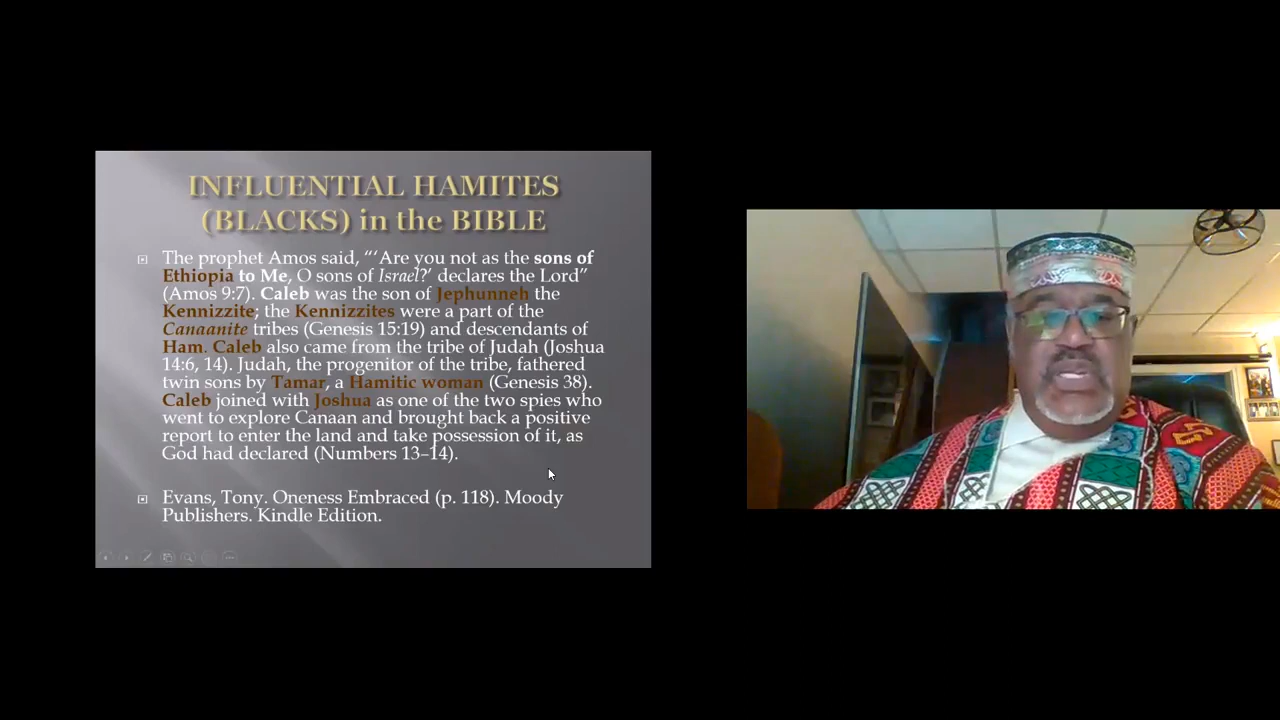 INFLUENTIAL HAMITES
(BLACKS) in the BIBLE
The prophet Amos said, “‘Are you not as the sons of
Ethiopia to Me, O sons of Israel?’ declares the Lord”
(Amos 9:7). Caleb was the son of Jephunneh the
Kennizzite; the Kennizzites were a part of the
Canaanite tribes (Genesis 15:19) and descendants of
Ham. Caleb also came from the tribe of Judah (Joshua
14:6, 14). Judah, the progenitor of the tribe, fathered
twin sons by Tamar, a Hamitic woman (Genesis 38).
Caleb joined with Joshua as one of the two spies who
went to explore Canaan and brought back a positive
report to enter the land and take possession of it, as
God had declared (Numbers 13–14).
Evans, Tony. Oneness Embraced (p. 118). Moody
Publishers. Kindle Edition.